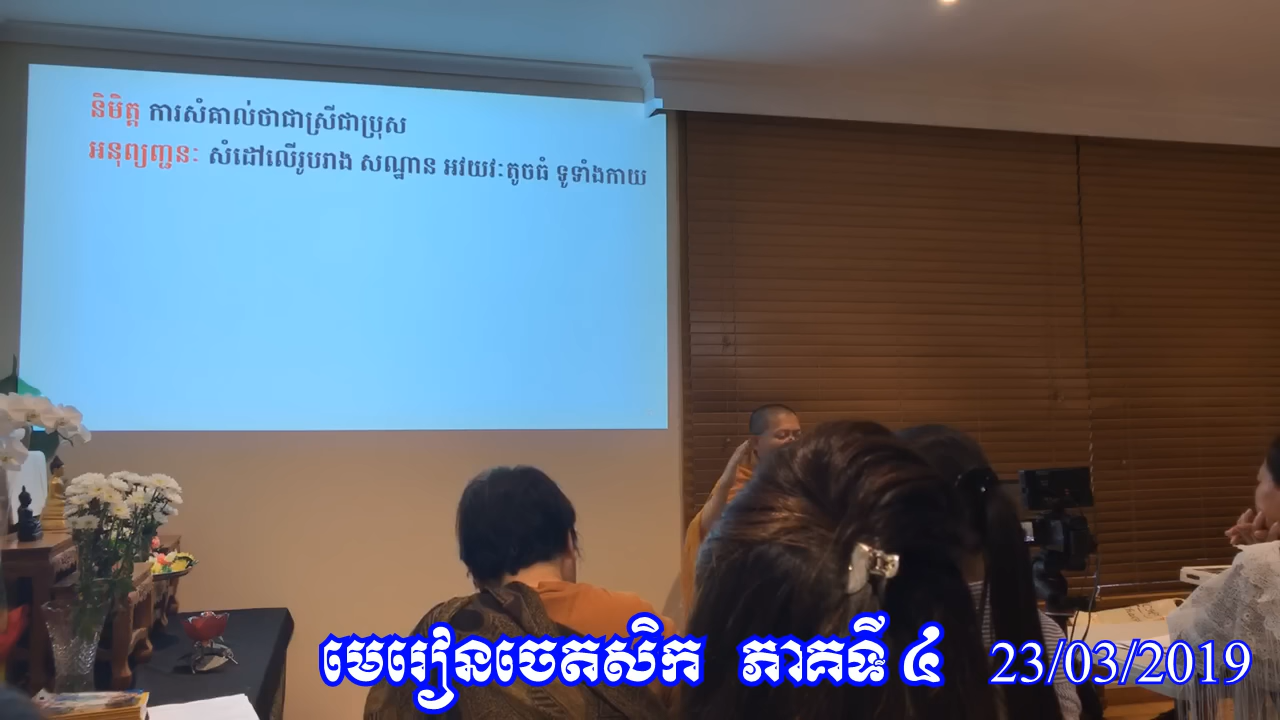 និមិត្ត ការសំគាល់ថាជាស្រីជាប្រុស
អនុព្យញ្ជនៈ សំដៅលើរូបរាង សណ្ឋាន អវយវៈតូចធំ ទូទាំងកាយ
មេរៀនចេតសិក ភាគទី ៤ 23/03/2019